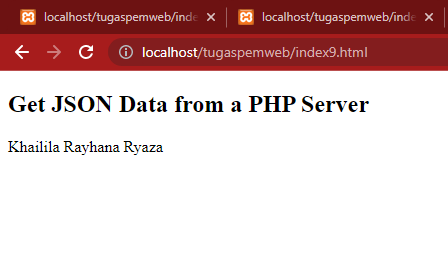 localhost/tugaspemweb/inde
localhost/tugaspemweb/inde
localhost/tugaspemweb/index9.html
Get JSON Data from a PHP Server
Khailila Rayhana Ryaza